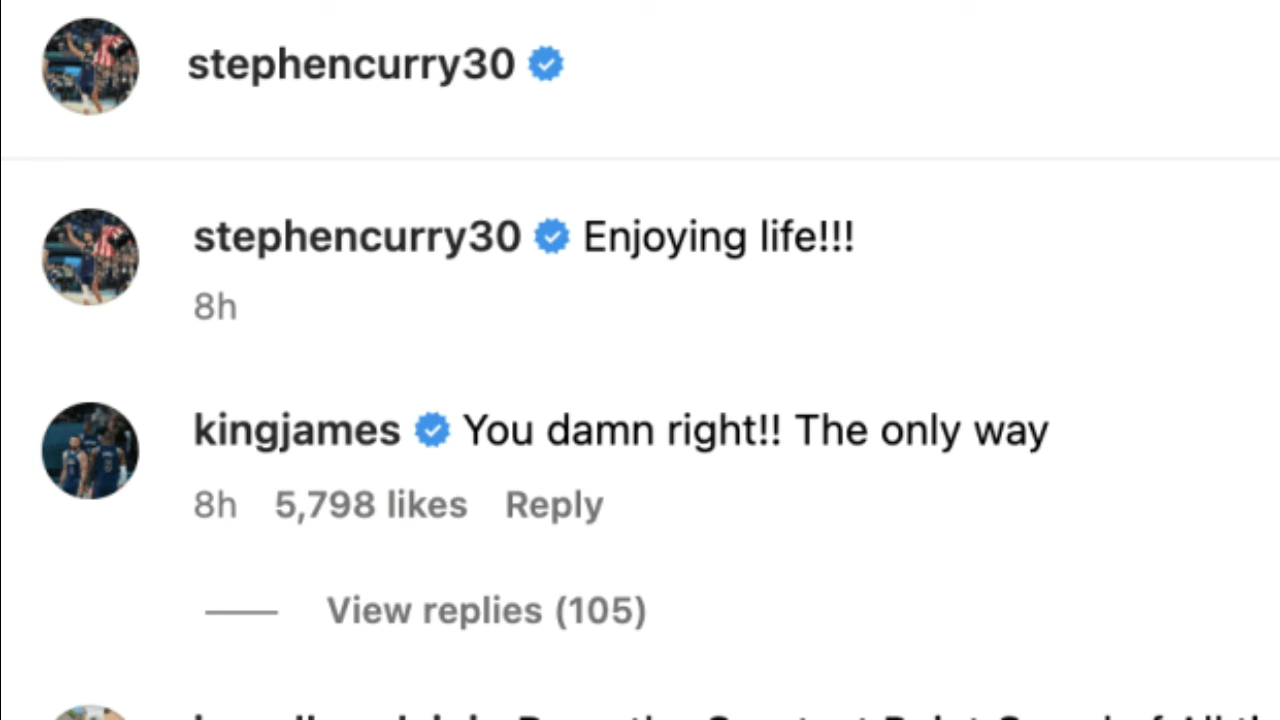 stephencurry30
stephencurry30 Enjoying life!!!
8h
kingjames You damn right!! The only way
8h 5,798 likes Reply
View replies (105)